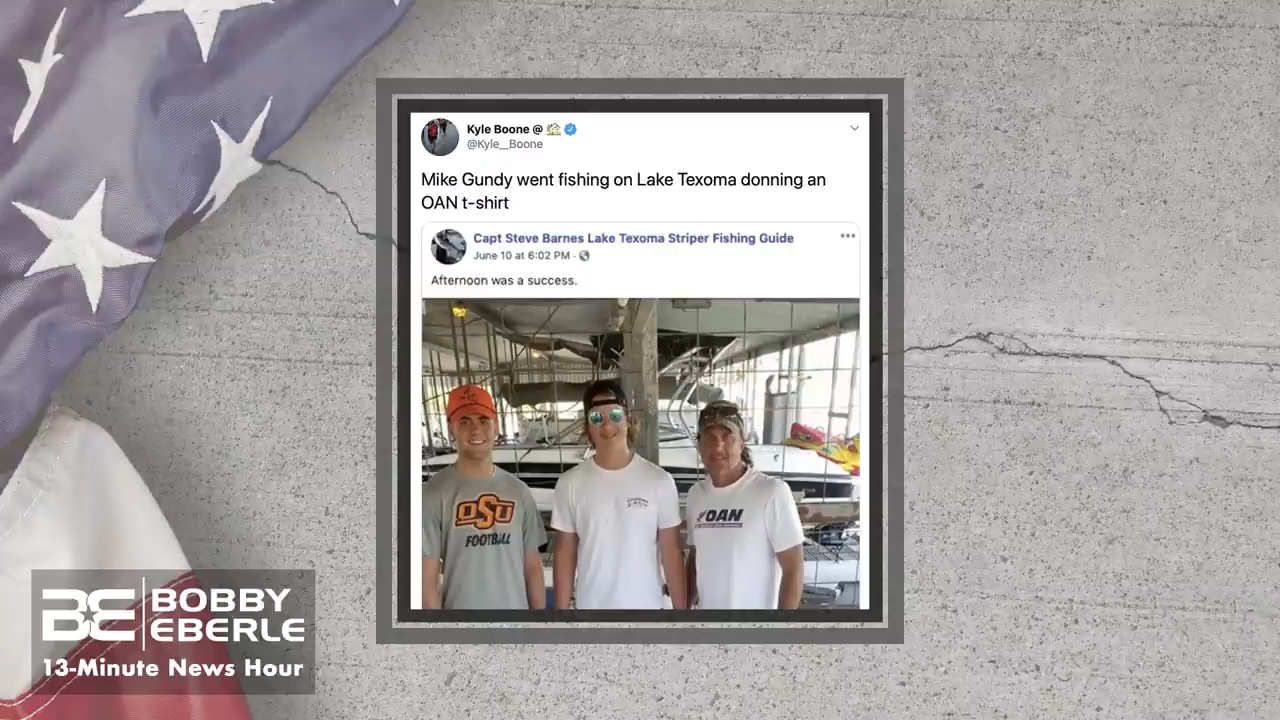 Kyle Boone @
@Kyle__Boone
Mike Gundy went fishing on Lake Texoma donning an
OAN t-shirt
Capt Steve Barnes Lake Texoma Striper Fishing Guide
June 10 at 6:02 PM ·
Afternoon was a success.
OSU
FOOTBALL
OAN
BE BOBBY
EBERLE
13-Minute News Hour